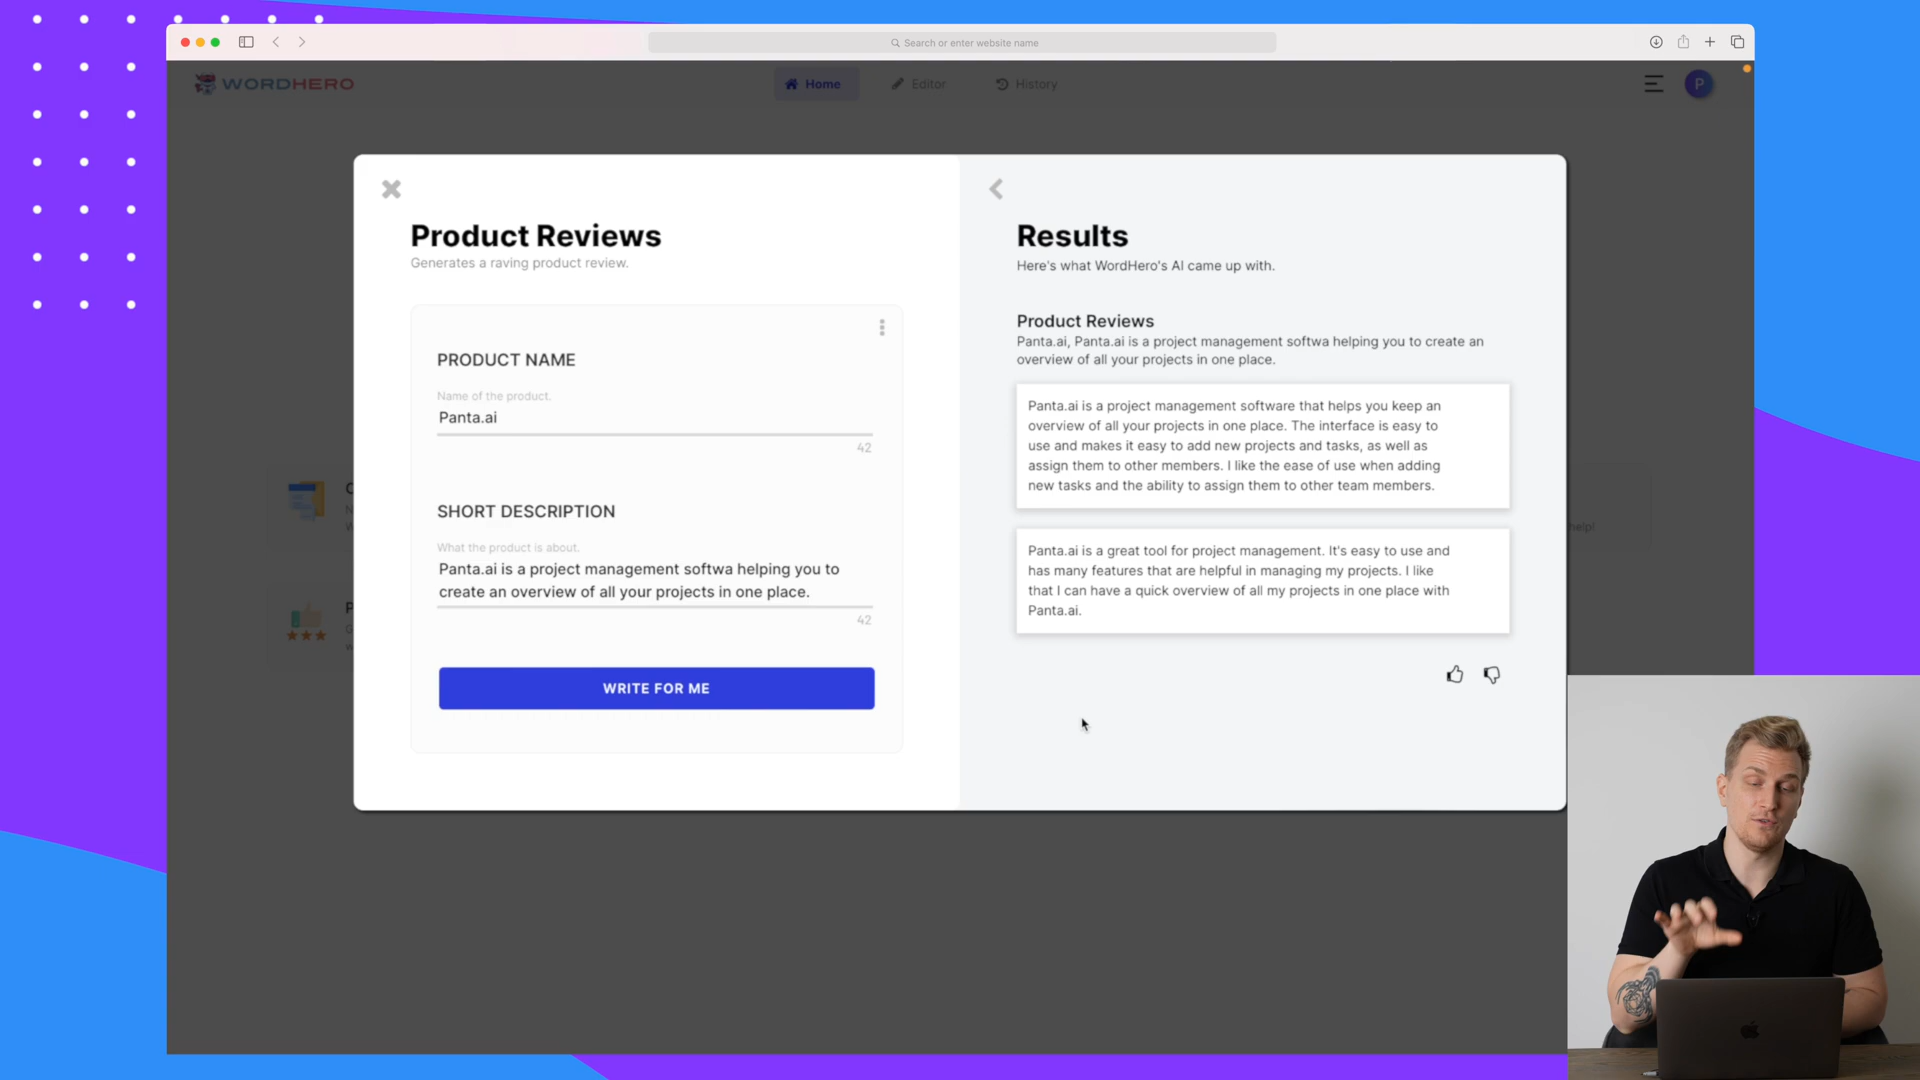 Search or enter website name
WORDHERO
Home
Editor
History
P
Product Reviews
Generates a raving product review.
PRODUCT NAME
Name of the product.
Panta.ai
42
SHORT DESCRIPTION
What the product is about.
Panta.ai is a project management softwa helping you to
create an overview of all your projects in one place.
42
WRITE FOR ME
Results
Here's what WordHero's AI came up with.
Product Reviews
Panta.ai, Panta.ai is a project management softwa helping you to create an
overview of all your projects in one place.
Panta.ai is a project management software that helps you keep an
overview of all your projects in one place. The interface is easy to
use and makes it easy to add new projects and tasks, as well as
assign them to other members. I like the ease of use when adding
new tasks and the ability to assign them to other team members.
Panta.ai is a great tool for project management. It's easy to use and
has many features that are helpful in managing my projects. I like
that I can have a quick overview of all my projects in one place with
Panta.ai.
help!